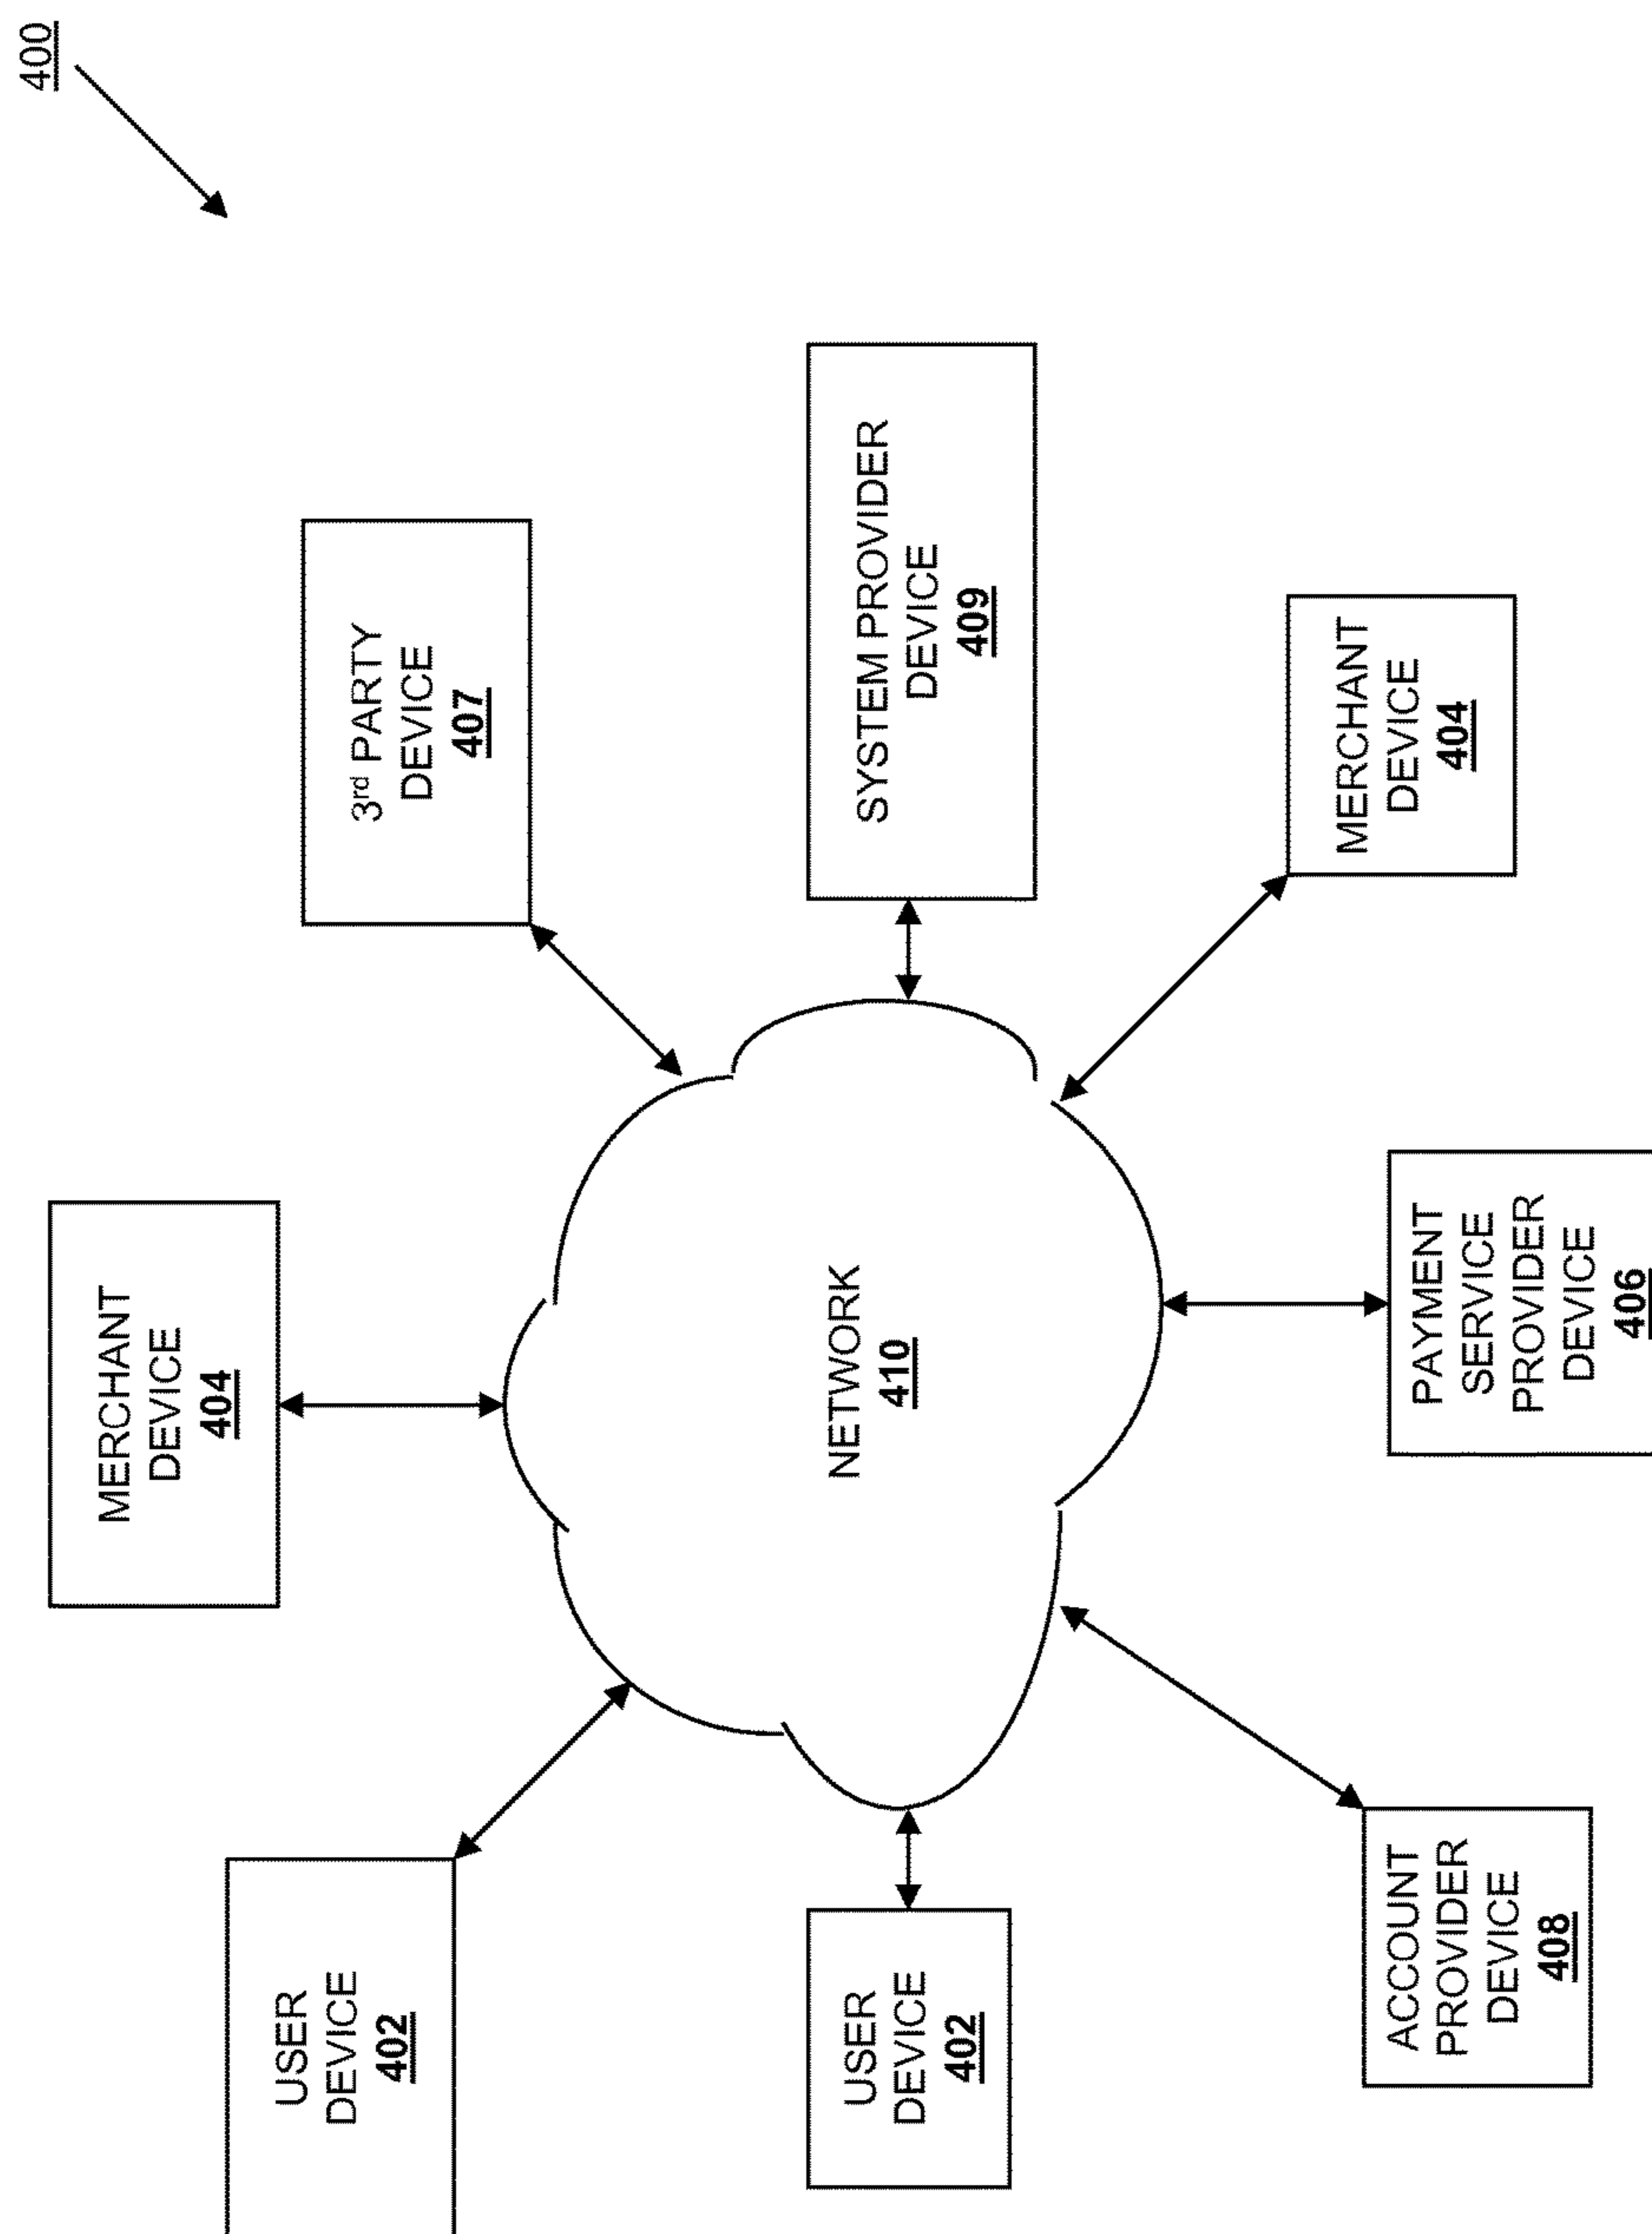 400
MERCHANT
DEVICE
404
USER
DEVICE
402
3rd PARTY
DEVICE
407
NETWORK
410
USER
DEVICE
402
SYSTEM PROVIDER
DEVICE
409
ACCOUNT
PROVIDER
DEVICE
408
PAYMENT
SERVICE
PROVIDER
DEVICE
406
MERCHANT
DEVICE
404